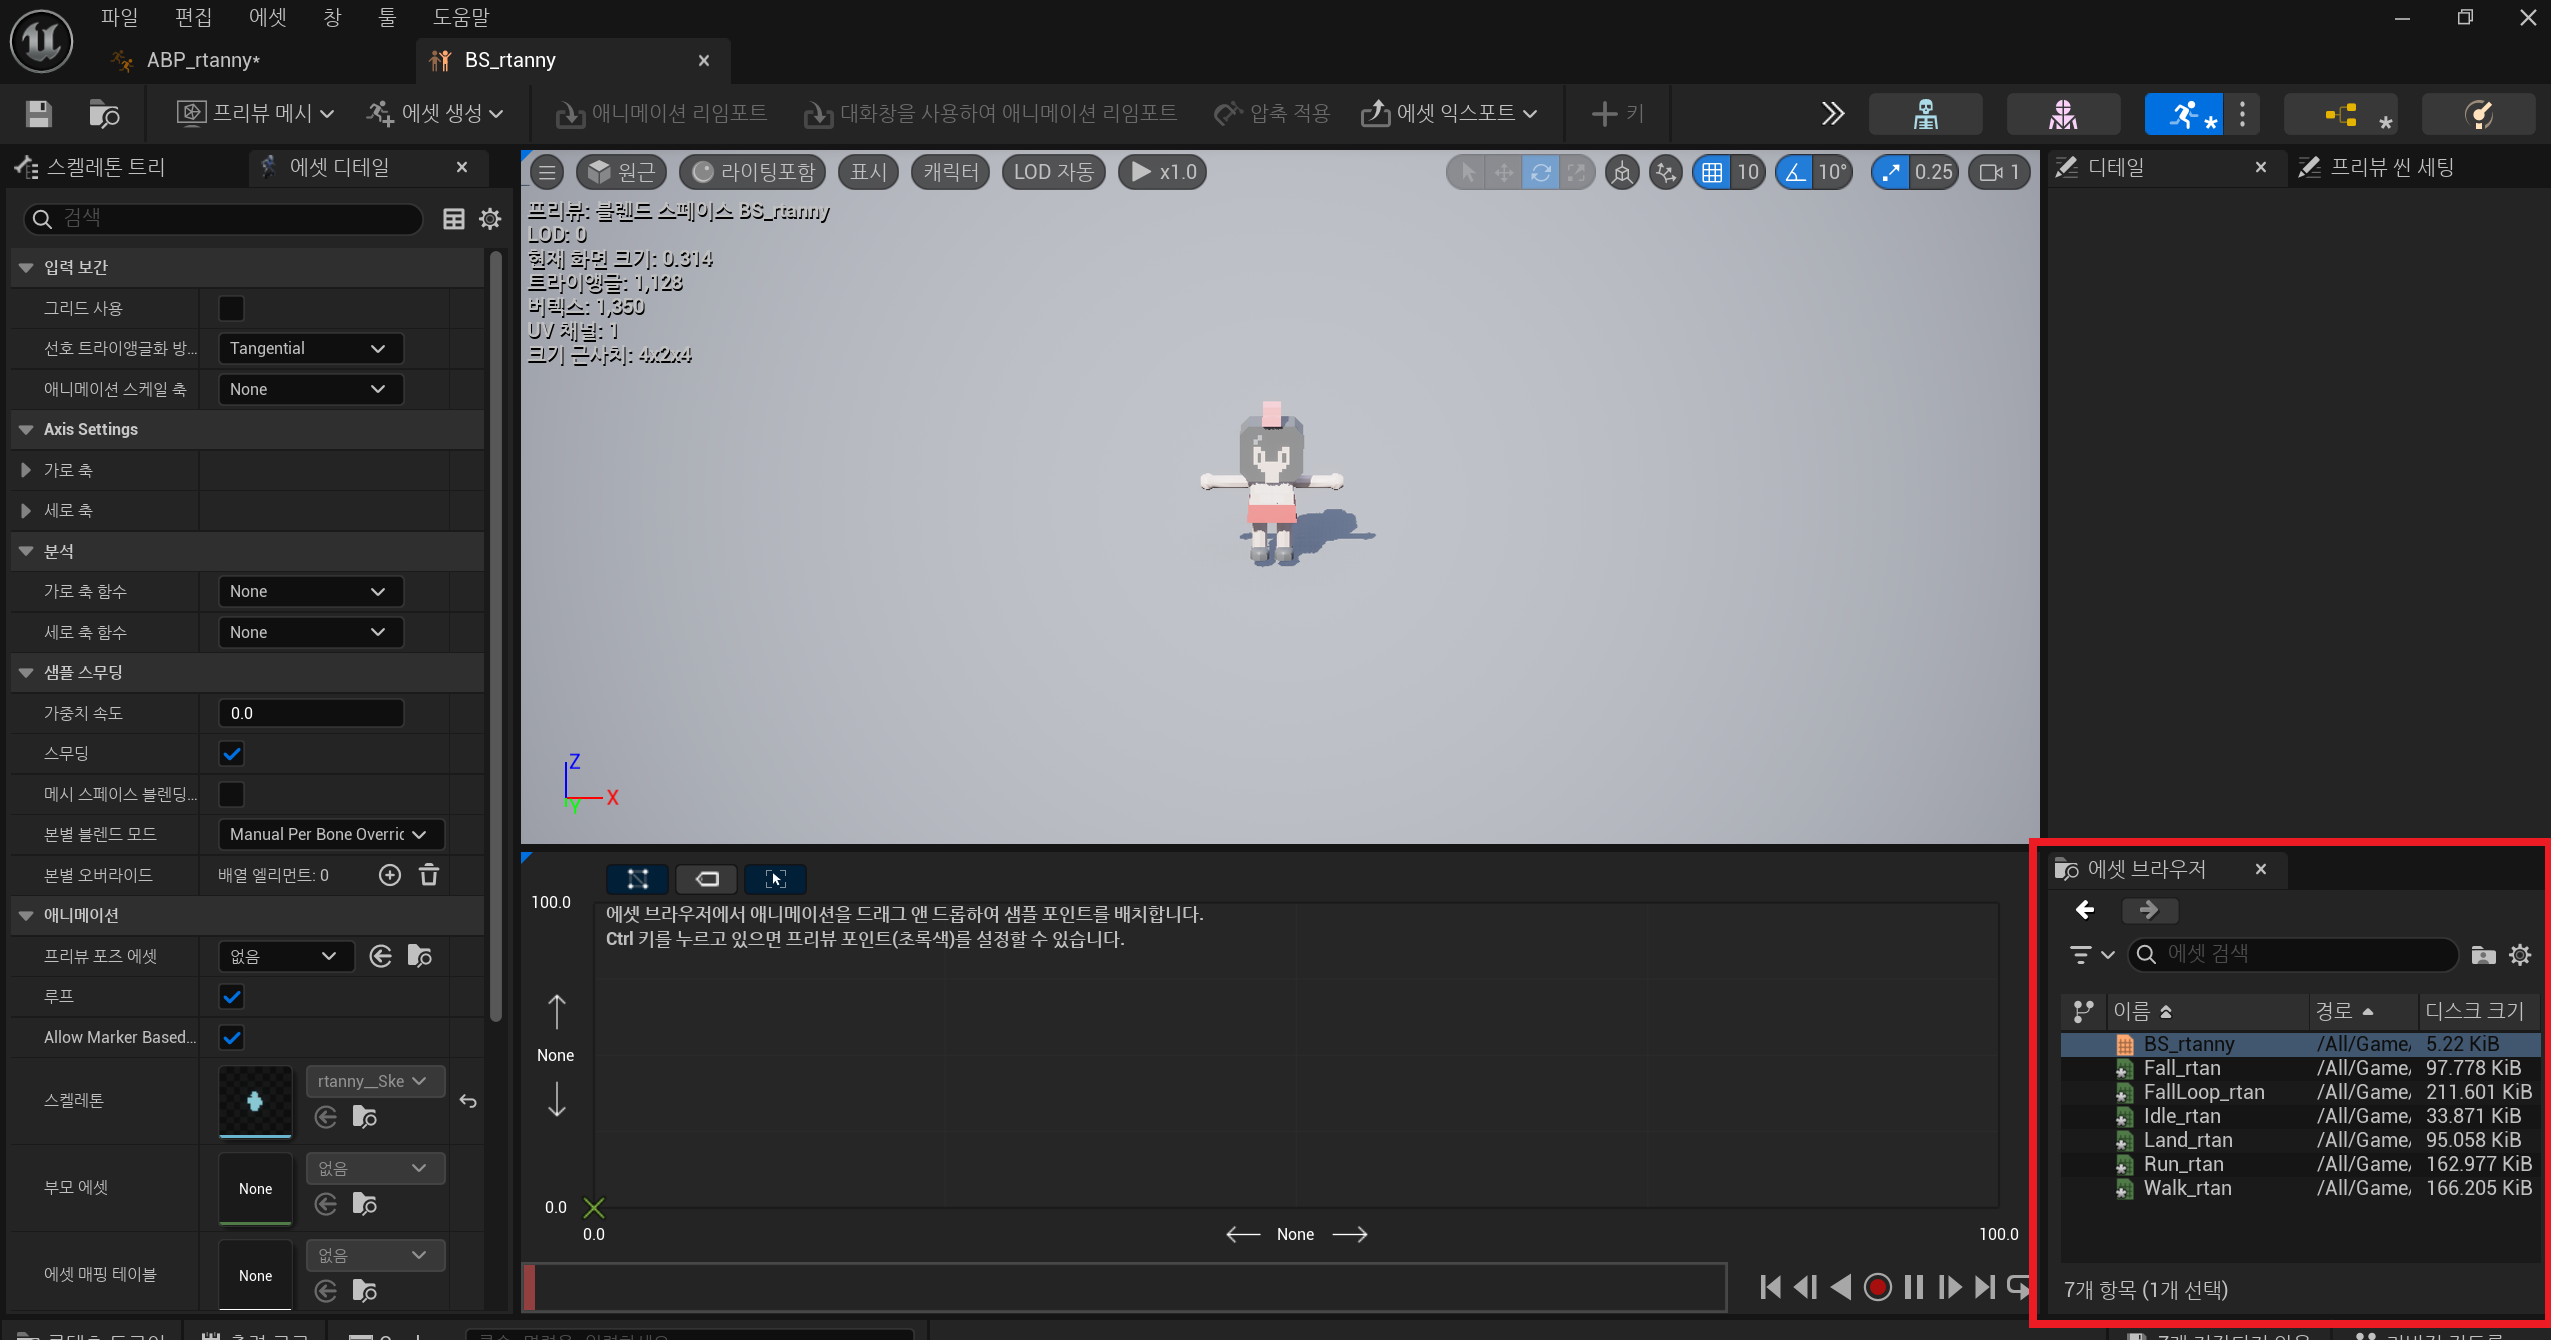 파일 편집 에셋 창 툴 도움말
ABP_rtanny* BS_rtanny
프리뷰 메시 에셋 생성 애니메이션 리임포트 대화창을 사용하여 애니메이션 리임포트 압축 적용 에셋 익스포트 키
스켈레톤 트리 에셋 디테일
검색
입력 보간
그리드 사용
선호 트라이앵글화 방... Tangential
애니메이션 스케일 축 None
Axis Settings
가로 축
세로 축
분석
가로 축 함수 None
세로 축 함수 None
샘플 스무딩
가중치 속도 0.0
스무딩
메시 스페이스 블렌딩...
본별 블렌드 모드 Manual Per Bone Overric
본별 오버라이드 배열 엘리먼트: 0
애니메이션
프리뷰 포즈 에셋 없음
루프
Allow Marker Based...
스켈레톤 rtanny__Ske
부모 에셋 None 없음
에셋 매핑 테이블 None 없음
원근 라이팅포함 표시 캐릭터 LOD 자동 x1.0 10 10° 0.25 1
프리뷰: 블렌드 스페이스 BS_rtanny
LOD: 0
현재 화면 크기: 0.314
트라이앵글: 1,128
버텍스: 1,350
UV 채널: 1
크기 근사치: 4x2x4
Z
X
Y
100.0
에셋 브라우저에서 애니메이션을 드래그 앤 드롭하여 샘플 포인트를 배치합니다.
Ctrl 키를 누르고 있으면 프리뷰 포인트(초록색)를 설정할 수 있습니다.
None
0.0
0.0 None 100.0
디테일 프리뷰 씬 세팅
에셋 브라우저
에셋 검색
이름 경로 디스크 크기
BS_rtanny /All/Game/ 5.22 KiB
Fall_rtan /All/Game/ 97.778 KiB
FallLoop_rtan /All/Game/ 211.601 KiB
Idle_rtan /All/Game/ 33.871 KiB
Land_rtan /All/Game/ 95.058 KiB
Run_rtan /All/Game/ 162.977 KiB
Walk_rtan /All/Game/ 166.205 KiB
7개 항목 (1개 선택)